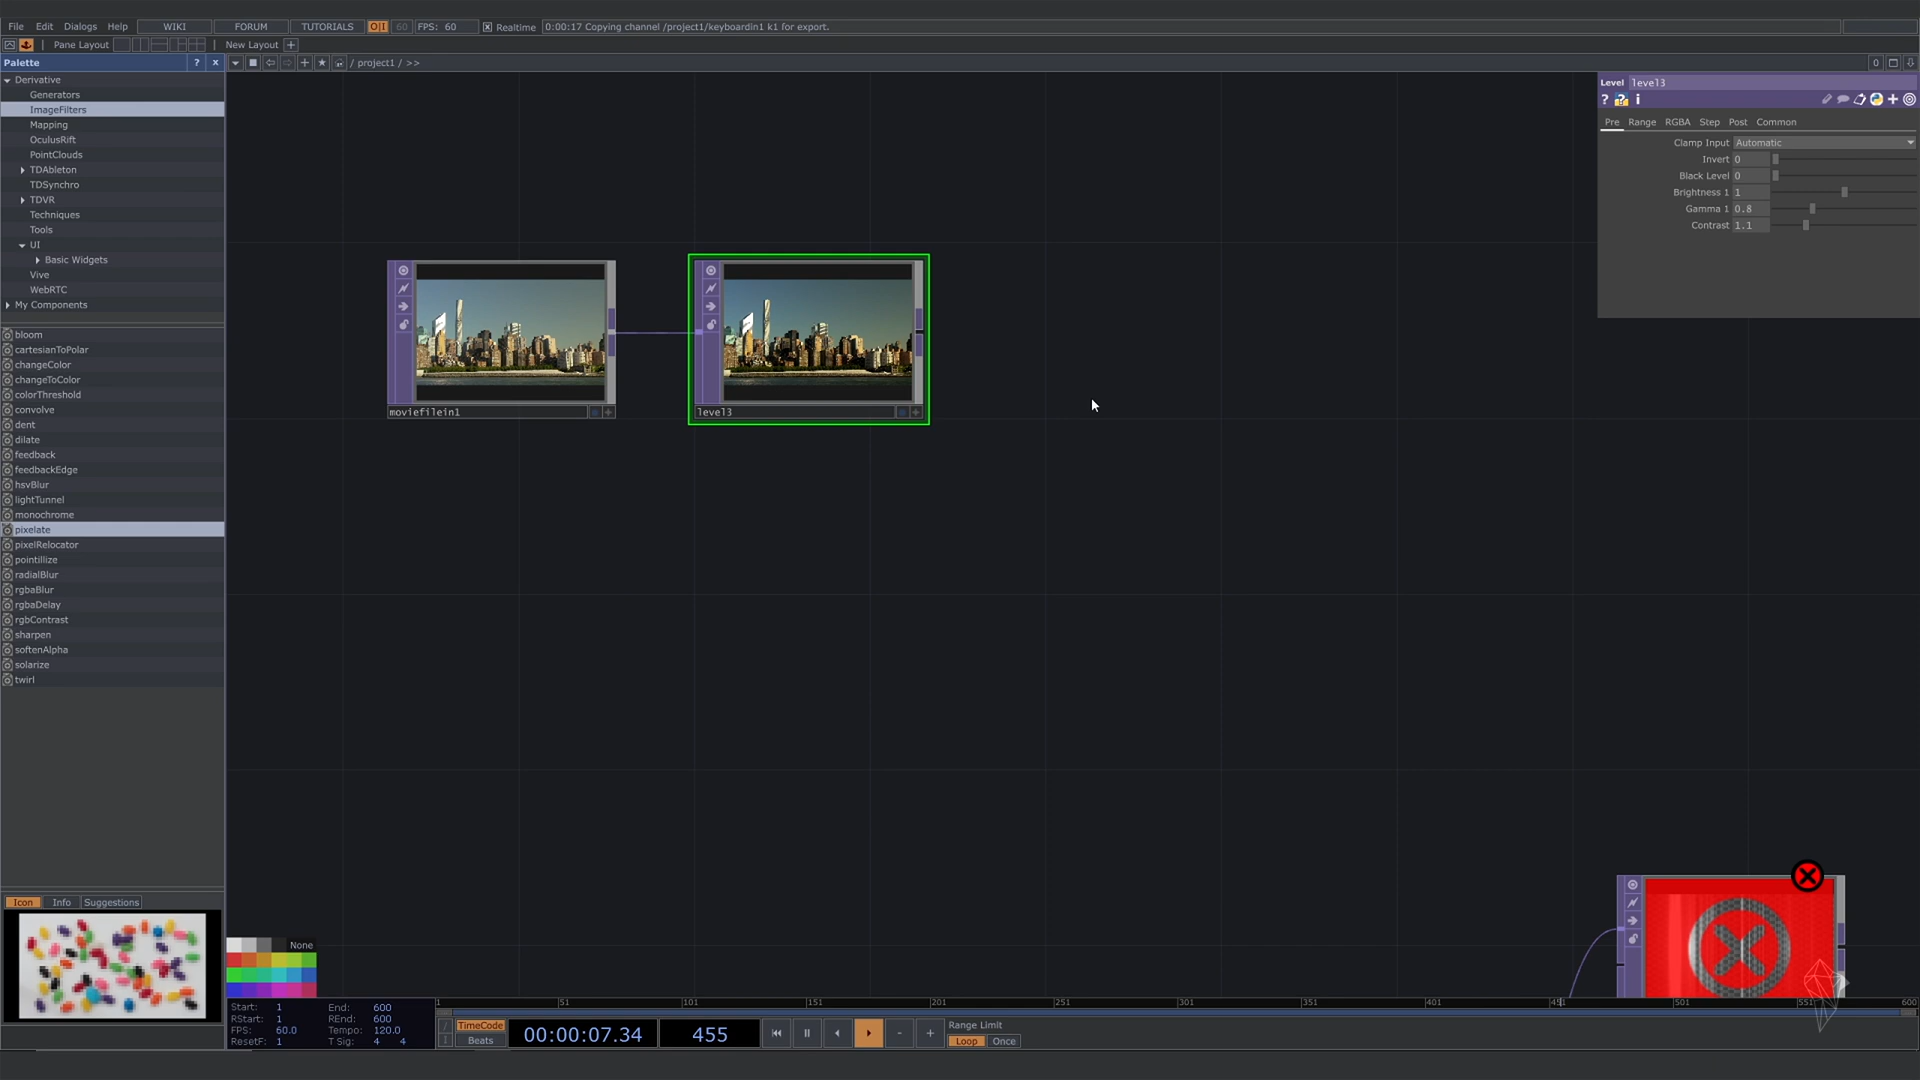 File Edit Dialogs Help WIKI FORUM TUTORIALS O|I 60 FPS: 60 Realtime 0:00:17 Copying channel /project1/keyboardin1 k1 for export.
Pane Layout New Layout +
Palette ? x / project1 / >> 0
Derivative
Generators
ImageFilters
Mapping
OculusRift
PointClouds
TDAbleton
TDSynchro
TDVR
Techniques
Tools
UI
Basic Widgets
Vive
WebRTC
My Components
bloom
cartesianToPolar
changeColor
changeToColor
colorThreshold
convolve
dent
dilate
feedback
feedbackEdge
hsvBlur
lightTunnel
monochrome
pixelate
pixelRelocator
pointillize
radialBlur
rgbaBlur
rgbaDelay
rgbContrast
sharpen
softenAlpha
solarize
twirl
Icon Info Suggestions
moviefilein1
level3
Level level3
? ? i
Pre Range RGBA Step Post Common
Clamp Input Automatic
Invert 0
Black Level 0
Brightness 1 1
Gamma 1 0.8
Contrast 1.1
None
1 51 101 151 201 251 301 351 401 451 501 551 600
Start: 1 End: 600
RStart: 1 REnd: 600
FPS: 60.0 Tempo: 120.0
ResetF: 1 T Sig: 4 4
TimeCode
Beats
00:00:07.34 455
- +
Range Limit
Loop Once